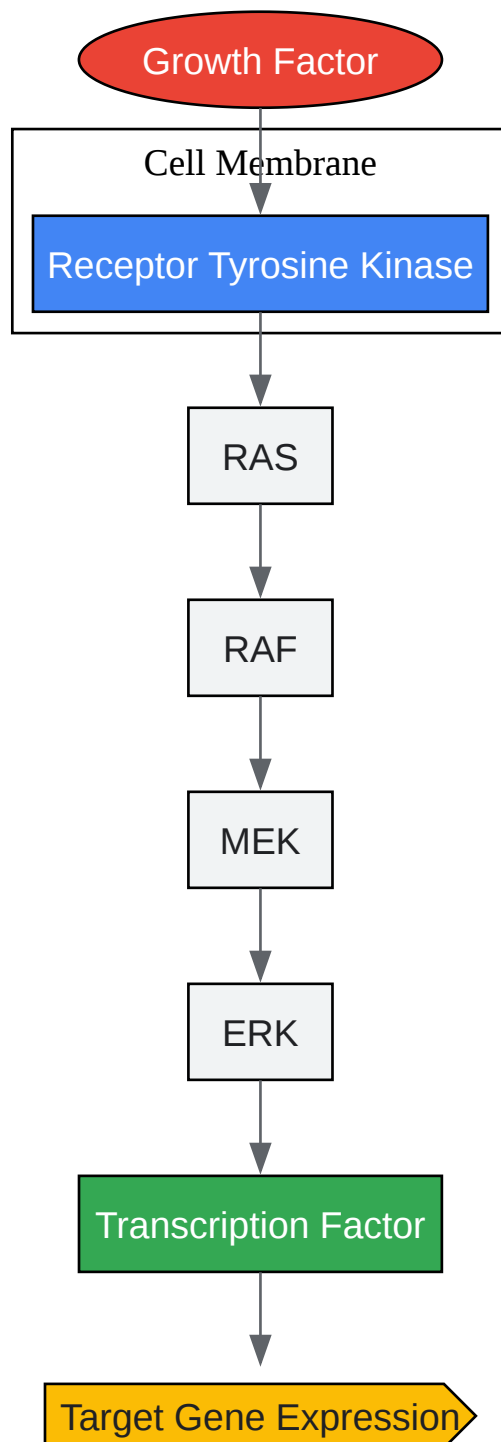 Growth Factor
Cell Membrane
Receptor Tyrosine Kinase
RAS
RAF
MEK
ERK
Transcription Factor
Target Gene Expression